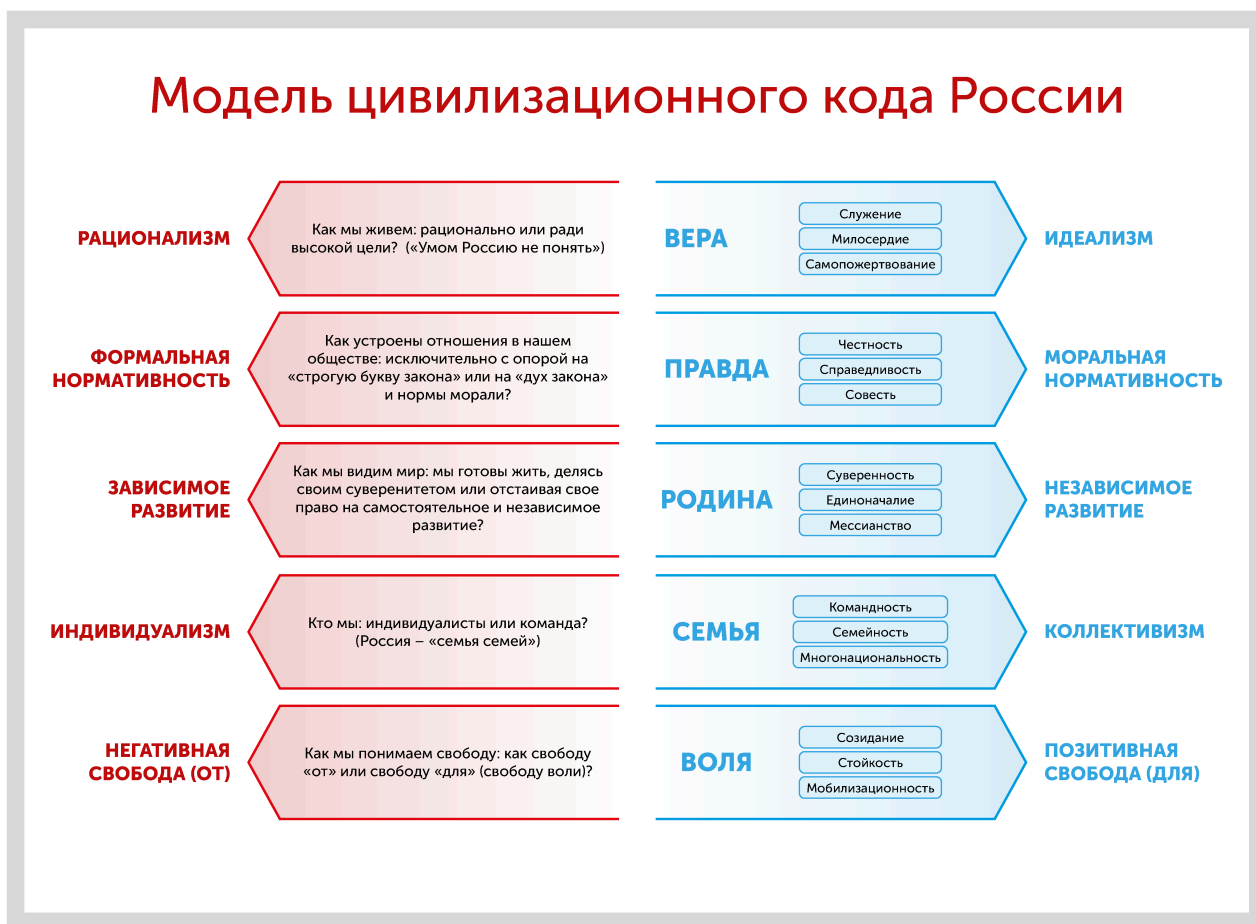 Модель цивилизационного кода России
РАЦИОНАЛИЗМ
Как мы живем: рационально или ради
высокой цели? («Умом Россию не понять»)
ВЕРА
Служение
Милосердие
Самопожертвование
ИДЕАЛИЗМ
ФОРМАЛЬНАЯ
НОРМАТИВНОСТЬ
Как устроены отношения в нашем
обществе: исключительно с опорой на
«строгую букву закона» или на «дух закона»
и нормы морали?
ПРАВДА
Честность
Справедливость
Совесть
МОРАЛЬНАЯ
НОРМАТИВНОСТЬ
ЗАВИСИМОЕ
РАЗВИТИЕ
Как мы видим мир: мы готовы жить, делясь
своим суверенитетом или отстаивая свое
право на самостоятельное и независимое
развитие?
РОДИНА
Суверенность
Единоначалие
Мессианство
НЕЗАВИСИМОЕ
РАЗВИТИЕ
ИНДИВИДУАЛИЗМ
Кто мы: индивидуалисты или команда?
(Россия – «семья семей»)
СЕМЬЯ
Командность
Семейность
Многонациональность
КОЛЛЕКТИВИЗМ
НЕГАТИВНАЯ
СВОБОДА (ОТ)
Как мы понимаем свободу: как свободу
«от» или свободу «для» (свободу воли)?
ВОЛЯ
Созидание
Стойкость
Мобилизационность
ПОЗИТИВНАЯ
СВОБОДА (ДЛЯ)